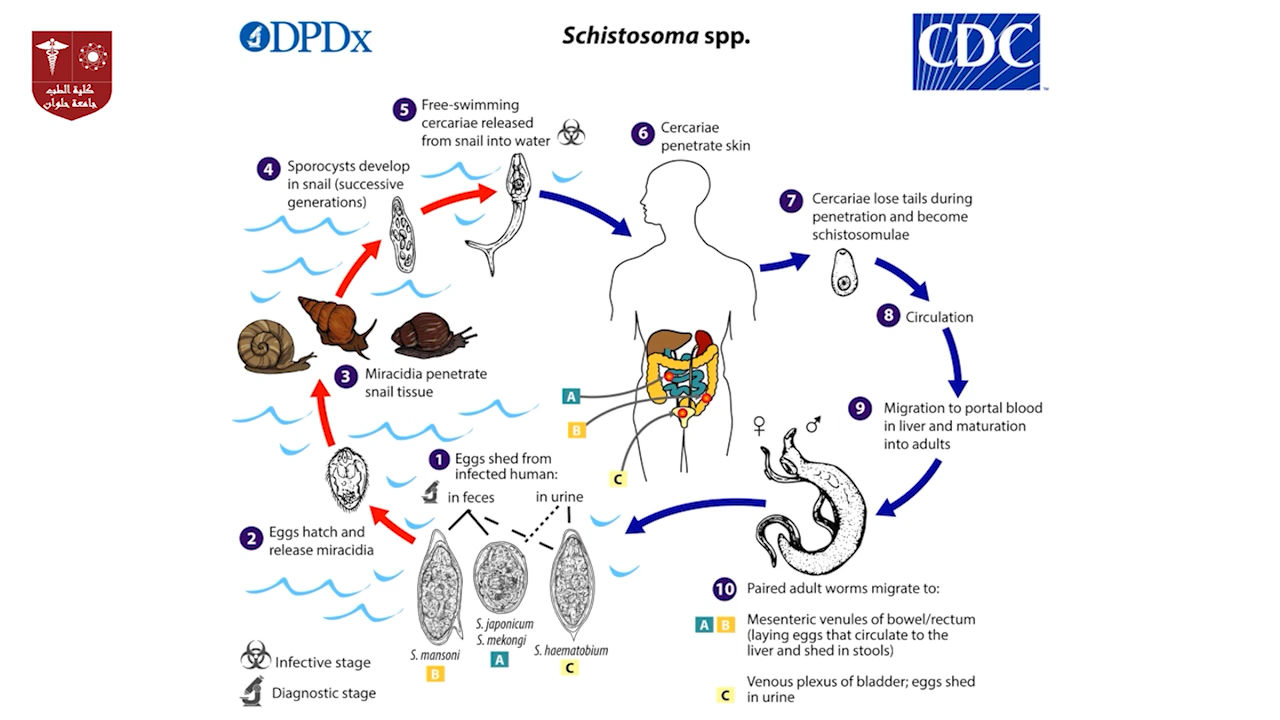 DPDx
Schistosoma spp.
CDC
TM
كلية الطب
جامعة حلوان
5 Free-swimming
cercariae released
from snail into water
6 Cercariae
penetrate skin
4 Sporocysts develop
in snail (successive
generations)
7 Cercariae lose tails during
penetration and become
schistosomulae
8 Circulation
3 Miracidia penetrate
snail tissue
A
B
C
9 Migration to portal blood
in liver and maturation
into adults
♀ ♂
1 Eggs shed from
infected human:
in feces
in urine
2 Eggs hatch and
release miracidia
S. mansoni
B
S. japonicum
S. mekongi
A
S. haematobium
C
10 Paired adult worms migrate to:
A B Mesenteric venules of bowel/rectum
(laying eggs that circulate to the
liver and shed in stools)
C Venous plexus of bladder; eggs shed
in urine
Infective stage
Diagnostic stage